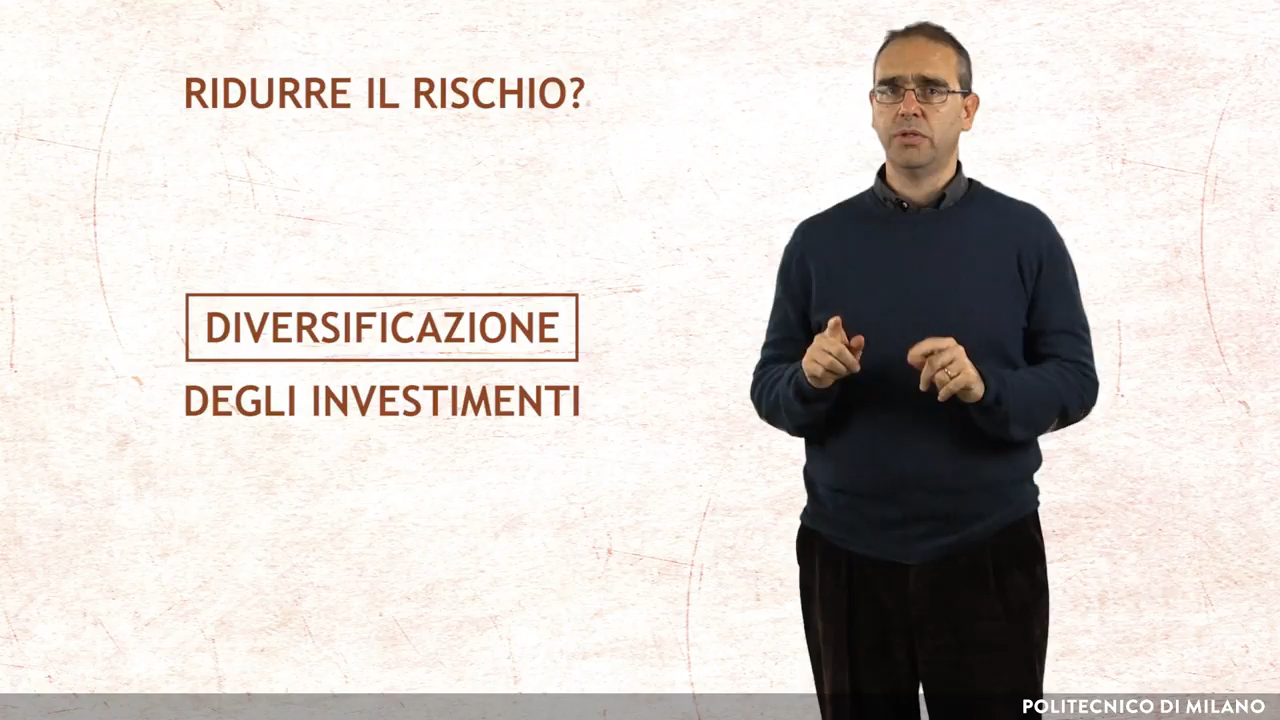 RIDURRE IL RISCHIO?
DIVERSIFICAZIONE
DEGLI INVESTIMENTI
POLITECNICO DI MILANO